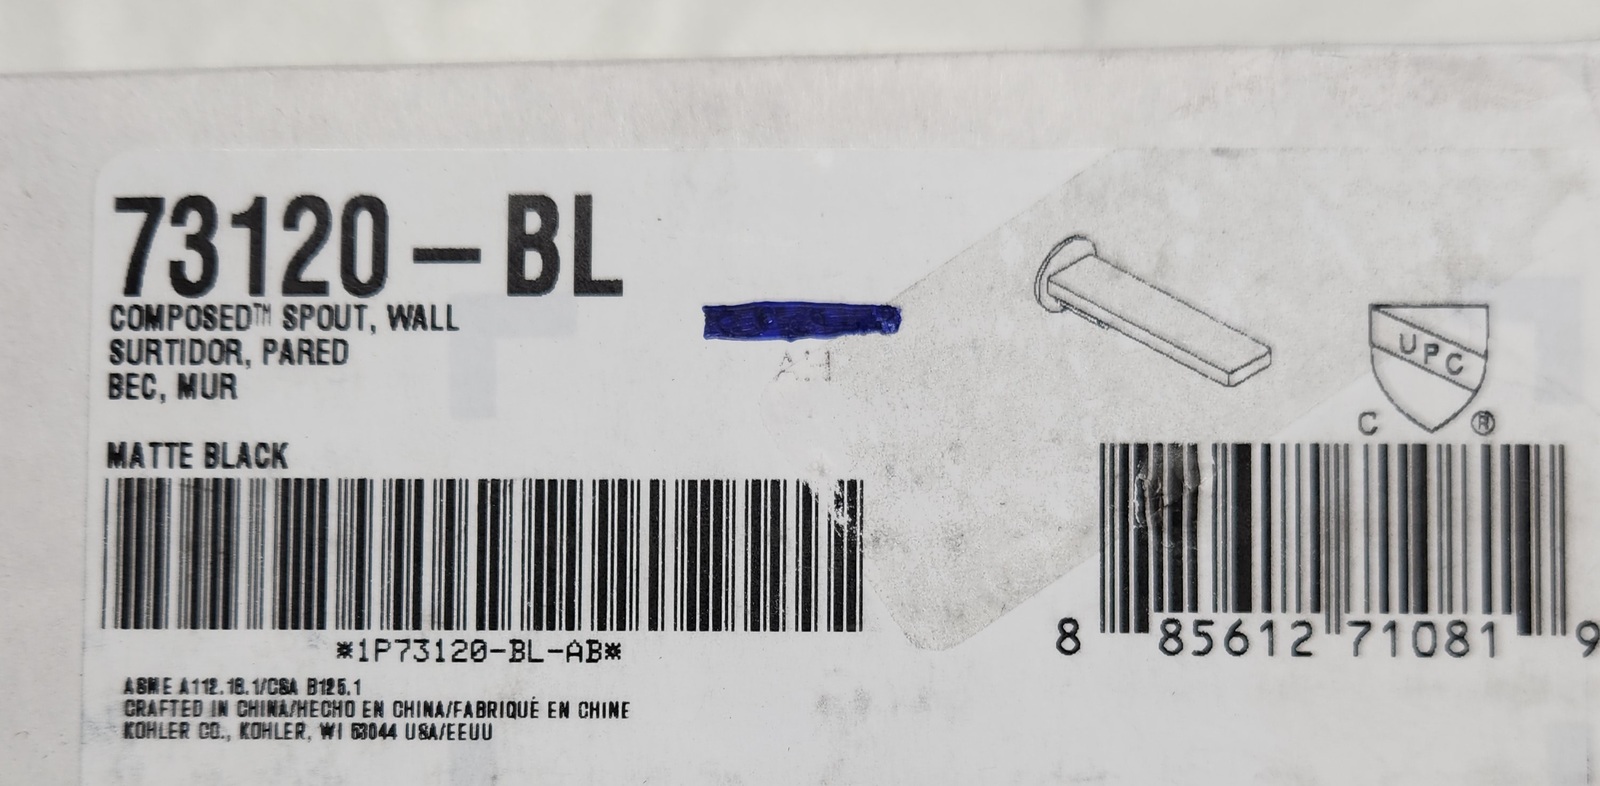 73120-BL
COMPOSED™ SPOUT, WALL
SURTIDOR, PARED
BEC, MUR
MATTE BLACK
*1P73120-BL-AB*
ASME A112.18.1/CSA B125.1
CRAFTED IN CHINA/HECHO EN CHINA/FABRIQUÉ EN CHINE
KOHLER CO., KOHLER, WI 53044 USA/EEUU
UPC
C ®
8 85612 71081 9